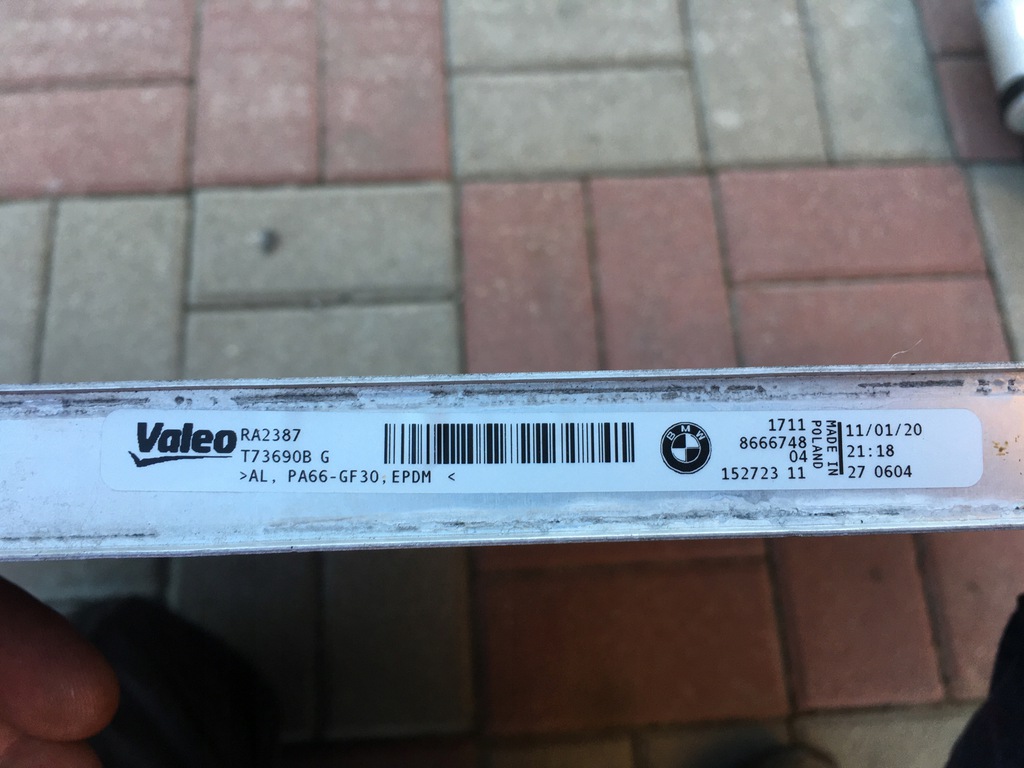 Valeo
RA2387
T73690B G
>AL, PA66-GF30,EPDM <
BMW
1711
8666748
04
152723 11
MADE IN
POLAND
11/01/20
21:18
27 0604